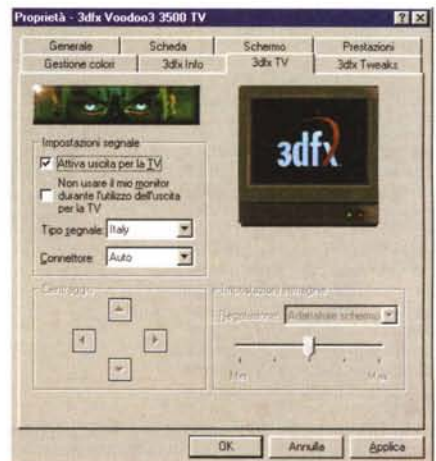 Proprietà - 3dfx Voodoo3 3500 TV
Generale Scheda Schermo Prestazioni
Gestione colori 3dfx Info 3dfx TV 3dfx Tweaks
3dfx
Impostazioni segnale
Attiva uscita per la TV
Non usare il mio monitor
durante l'utilizzo dell'uscita
per la TV
Tipo segnale: Italy
Connettore: Auto
Centraggio
Impostazioni immagine
Regolazione: Adattatore schermo
Min Max
OK Annulla Applica